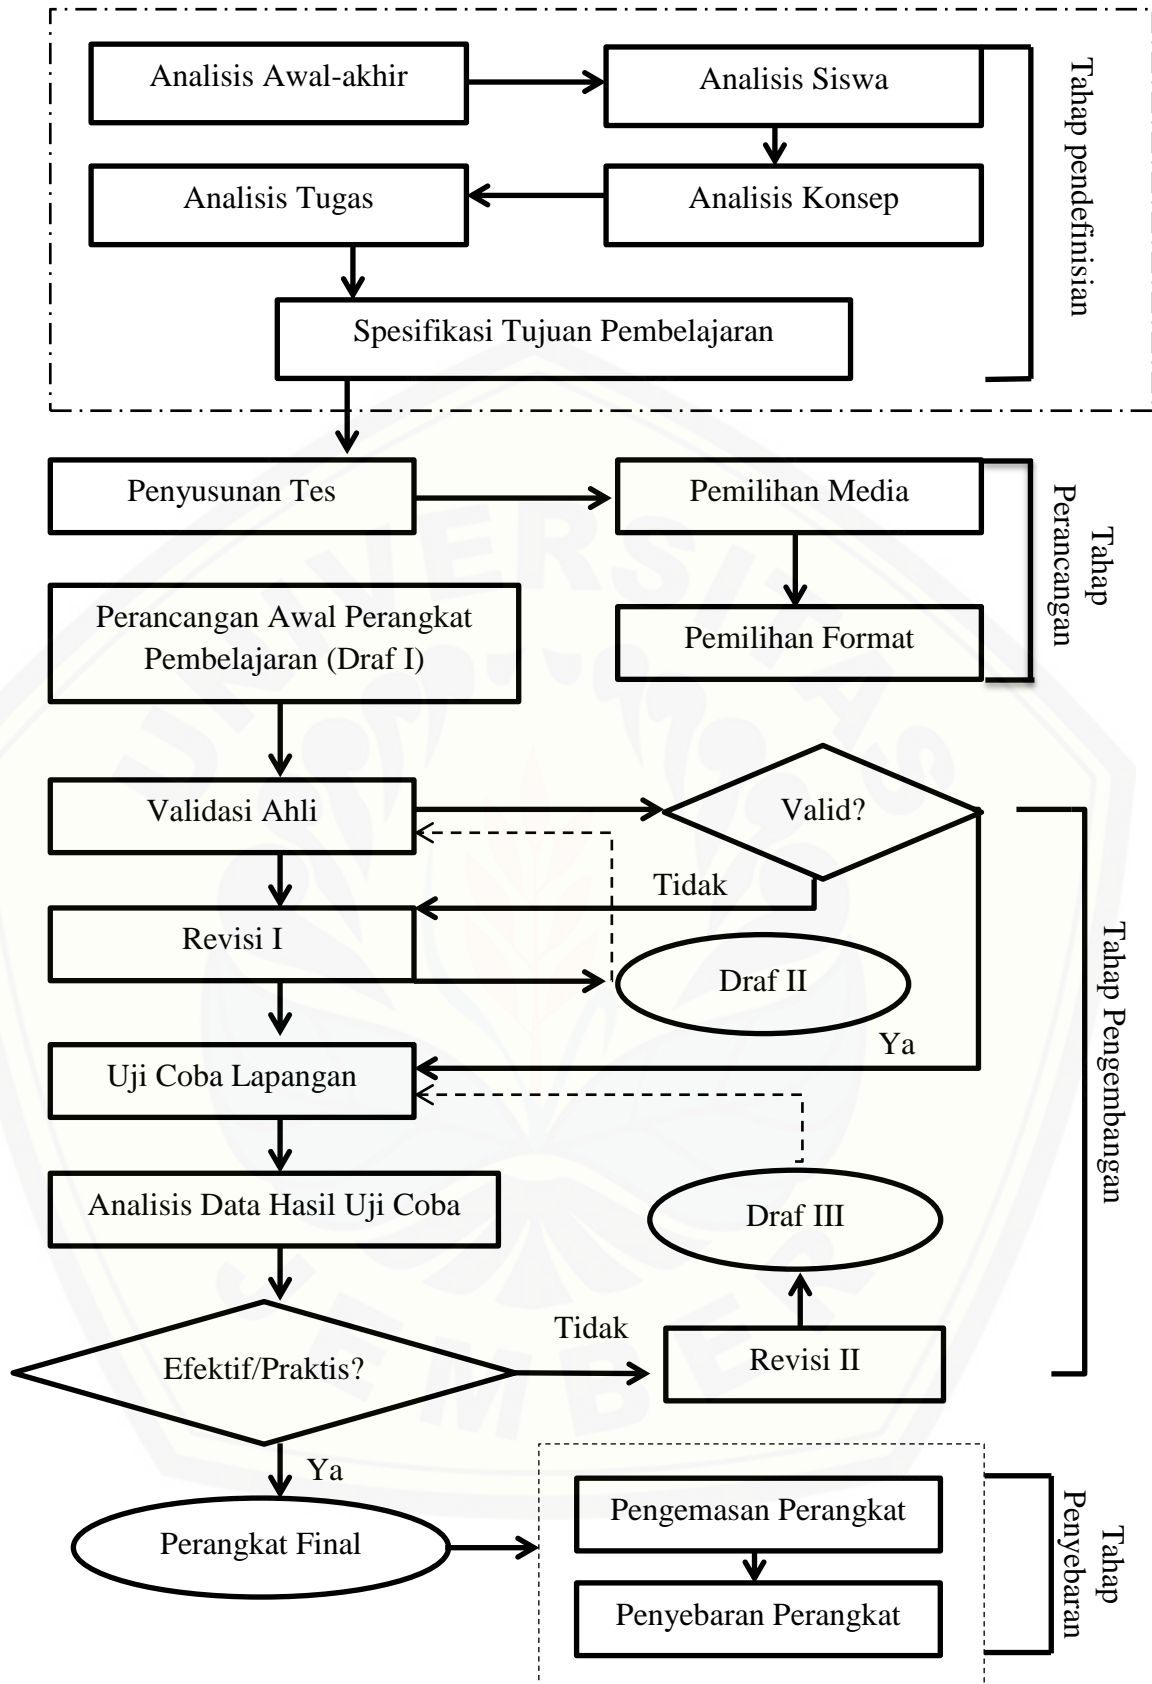 Analisis Awal-akhir
Analisis Siswa
Tahap pendefinisian
Analisis Tugas
Analisis Konsep
Spesifikasi Tujuan Pembelajaran
Penyusunan Tes
Pemilihan Media
Tahap
Perancangan
Perancangan Awal Perangkat
Pembelajaran (Draf I)
Pemilihan Format
Validasi Ahli
Valid?
Tidak
Revisi I
Draf II
Tahap Pengembangan
Ya
Uji Coba Lapangan
Analisis Data Hasil Uji Coba
Draf III
Tidak
Efektif/Praktis?
Revisi II
Ya
Perangkat Final
Pengemasan Perangkat
Penyebaran Perangkat
Tahap
Penyebaran
UNIVERSITAS
JEMBER